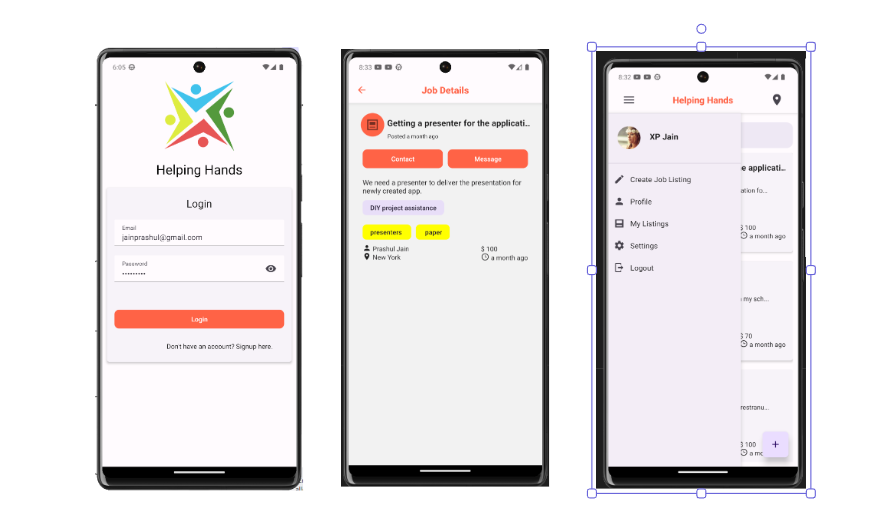 6:05
Helping Hands
Login
Email
jainprashul@gmail.com
Password
•••••••••
Login
Don't have an account? Signup here.
8:33
Job Details
Getting a presenter for the applicati..
Posted a month ago
Contact
Message
We need a presenter to deliver the presentation for
newly created app.
DIY project assistance
presenters
paper
Prashul Jain
$ 100
New York
a month ago
8:32
Helping Hands
XP Jain
Create Job Listing
Profile
My Listings
Settings
Logout
e applicati..
ation fo...
$ 100
a month ago
my sch...
$ 70
a month ago
restranu...
$ 100
a mo
+